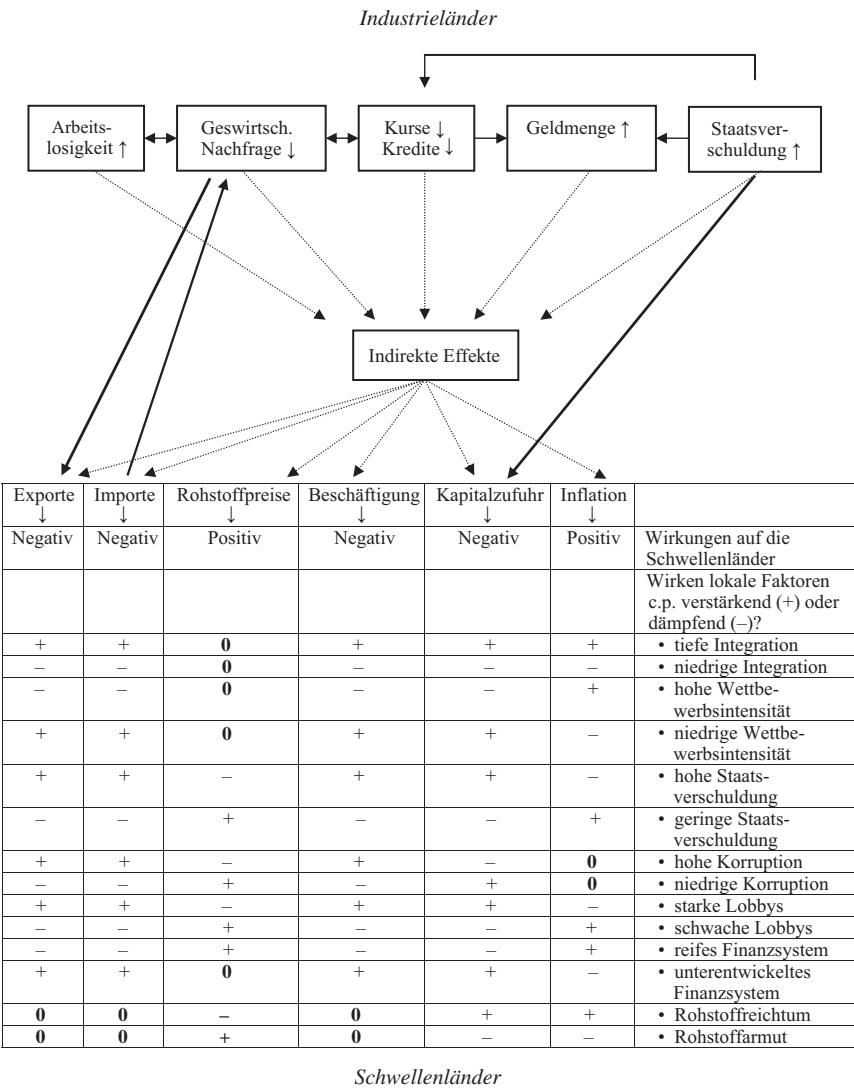 Industrieländer
Arbeits-
losigkeit ↑
Geswirtsch.
Nachfrage ↓
Kurse ↓
Kredite ↓
Geldmenge ↑
Staatsver-
schuldung ↑
Indirekte Effekte
Exporte Importe Rohstoffpreise Beschäftigung Kapitalzufuhr Inflation
↓ ↓ ↓ ↓ ↓ ↓
Negativ Negativ Positiv Negativ Negativ Positiv Wirkungen auf die
Schwellenländer
Wirken lokale Faktoren
c.p. verstärkend (+) oder
dämpfend (–)?
+ + 0 + + + • tiefe Integration
– – 0 – – – • niedrige Integration
– – 0 – – + • hohe Wettbe-
werbsintensität
+ + 0 + + – • niedrige Wettbe-
werbsintensität
+ + – + + – • hohe Staats-
verschuldung
– – + – – + • geringe Staats-
verschuldung
+ + – + – 0 • hohe Korruption
– – + – + 0 • niedrige Korruption
+ + – + + – • starke Lobbys
– – + – – + • schwache Lobbys
– – + – – + • reifes Finanzsystem
+ + 0 + + – • unterentwickeltes
Finanzsystem
0 0 – 0 + + • Rohstoffreichtum
0 0 + 0 – – • Rohstoffarmut
Schwellenländer